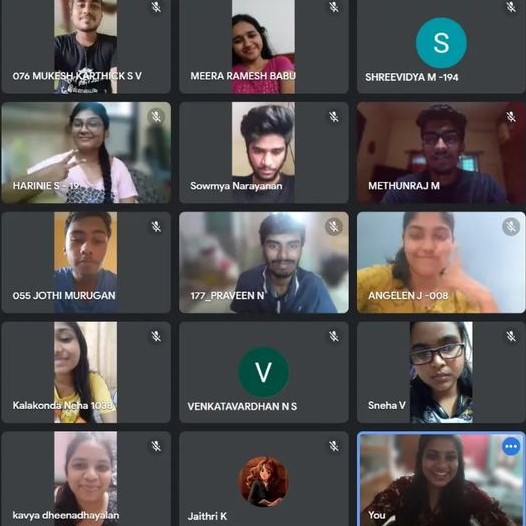 076 MUKESH KARTHICK S V
MEERA RAMESH BABU
S
SHREEVIDYA M -194
HARINIE S - 19
Sowmya Narayanan
METHUNRAJ M
055 JOTHI MURUGAN
177_PRAVEEN N
ANGELEN J -008
Kalakonda Neha 1038
V
VENKATAVARDHAN N S
Sneha V
kavya dheenadhayalan
Jaithri K
You